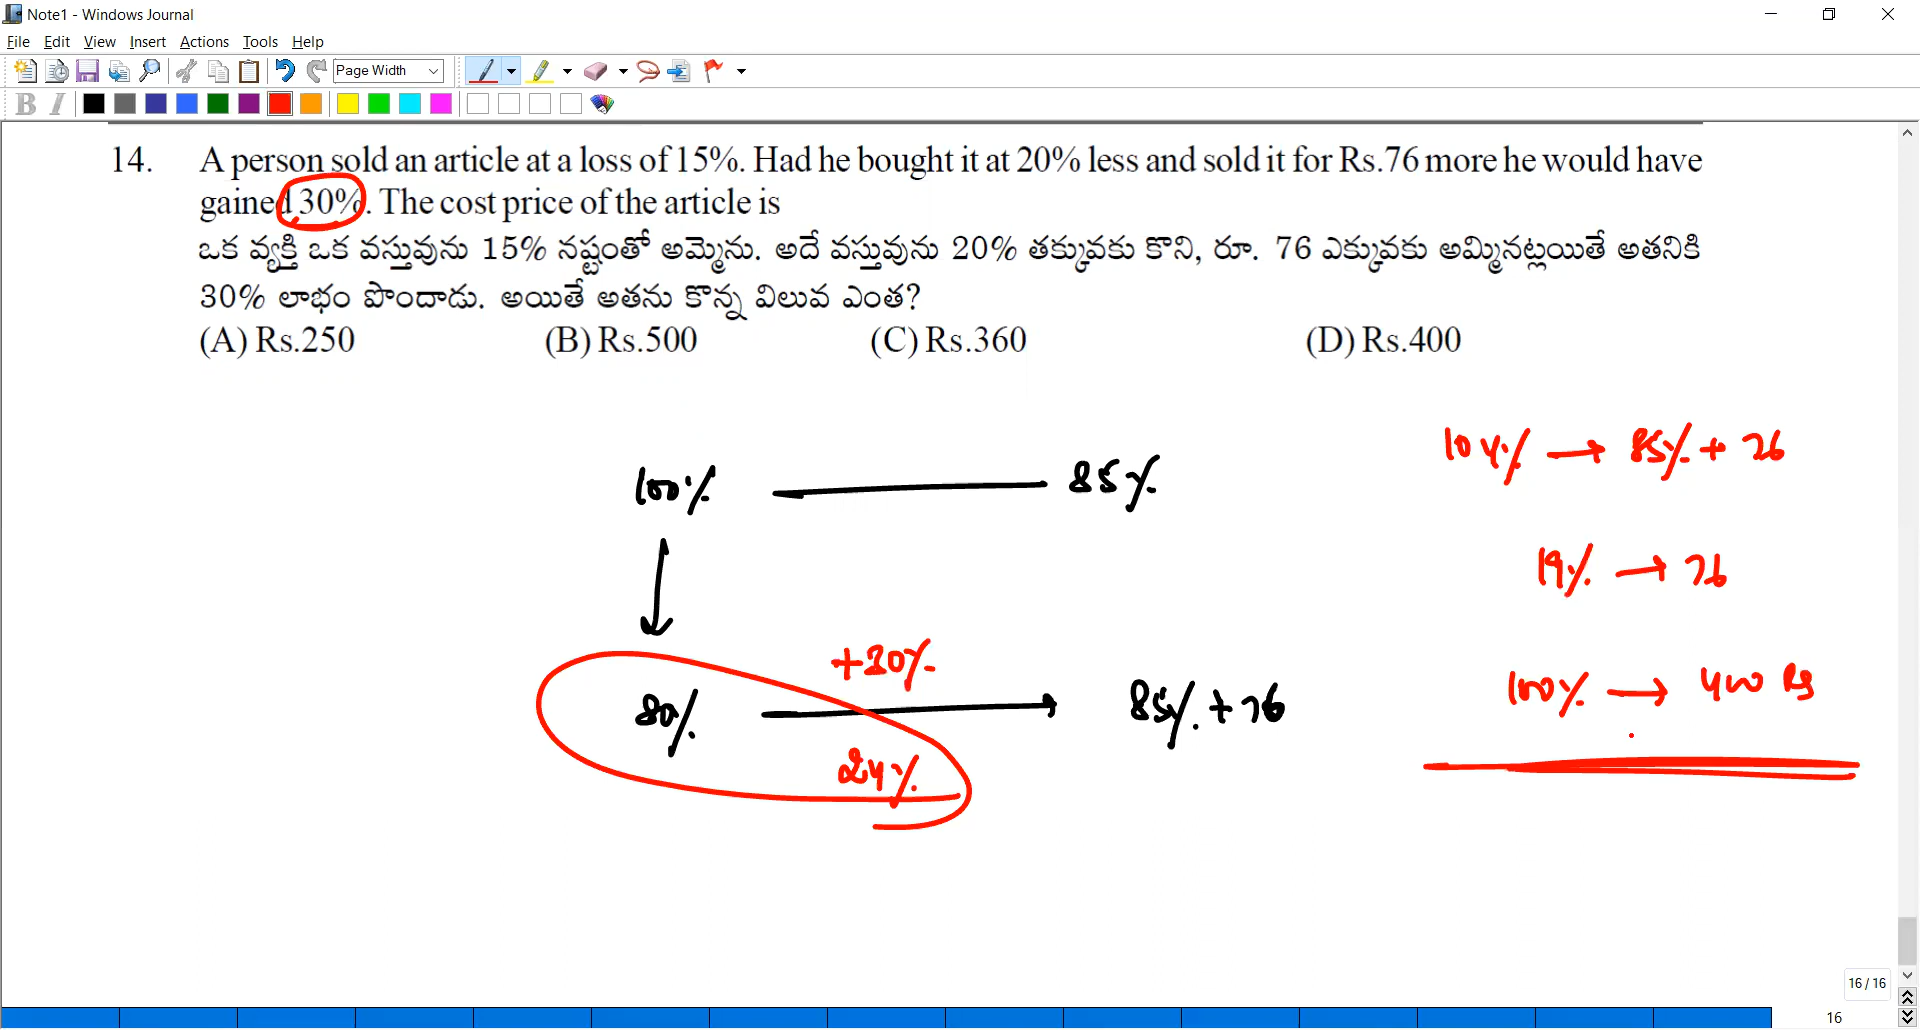 Note1 - Windows Journal
File Edit View Insert Actions Tools Help
Page Width
B I
14. A person sold an article at a loss of 15%. Had he bought it at 20% less and sold it for Rs.76 more he would have
gained 30%. The cost price of the article is
ఒక వ్యక్తి ఒక వస్తువును 15% నష్టంతో అమ్మెను. అదే వస్తువును 20% తక్కువకు కొని, రూ. 76 ఎక్కువకు అమ్మినట్లయితే అతనికి
30% లాభం పొందాడు. అయితే అతను కొన్న విలువ ఎంత?
(A) Rs.250 (B) Rs.500 (C) Rs.360 (D) Rs.400
104% → 85% + 76
100% 85%
19% → 76
+30%
80% 85% + 76
100% → 400 Rs
24%
16 / 16
16